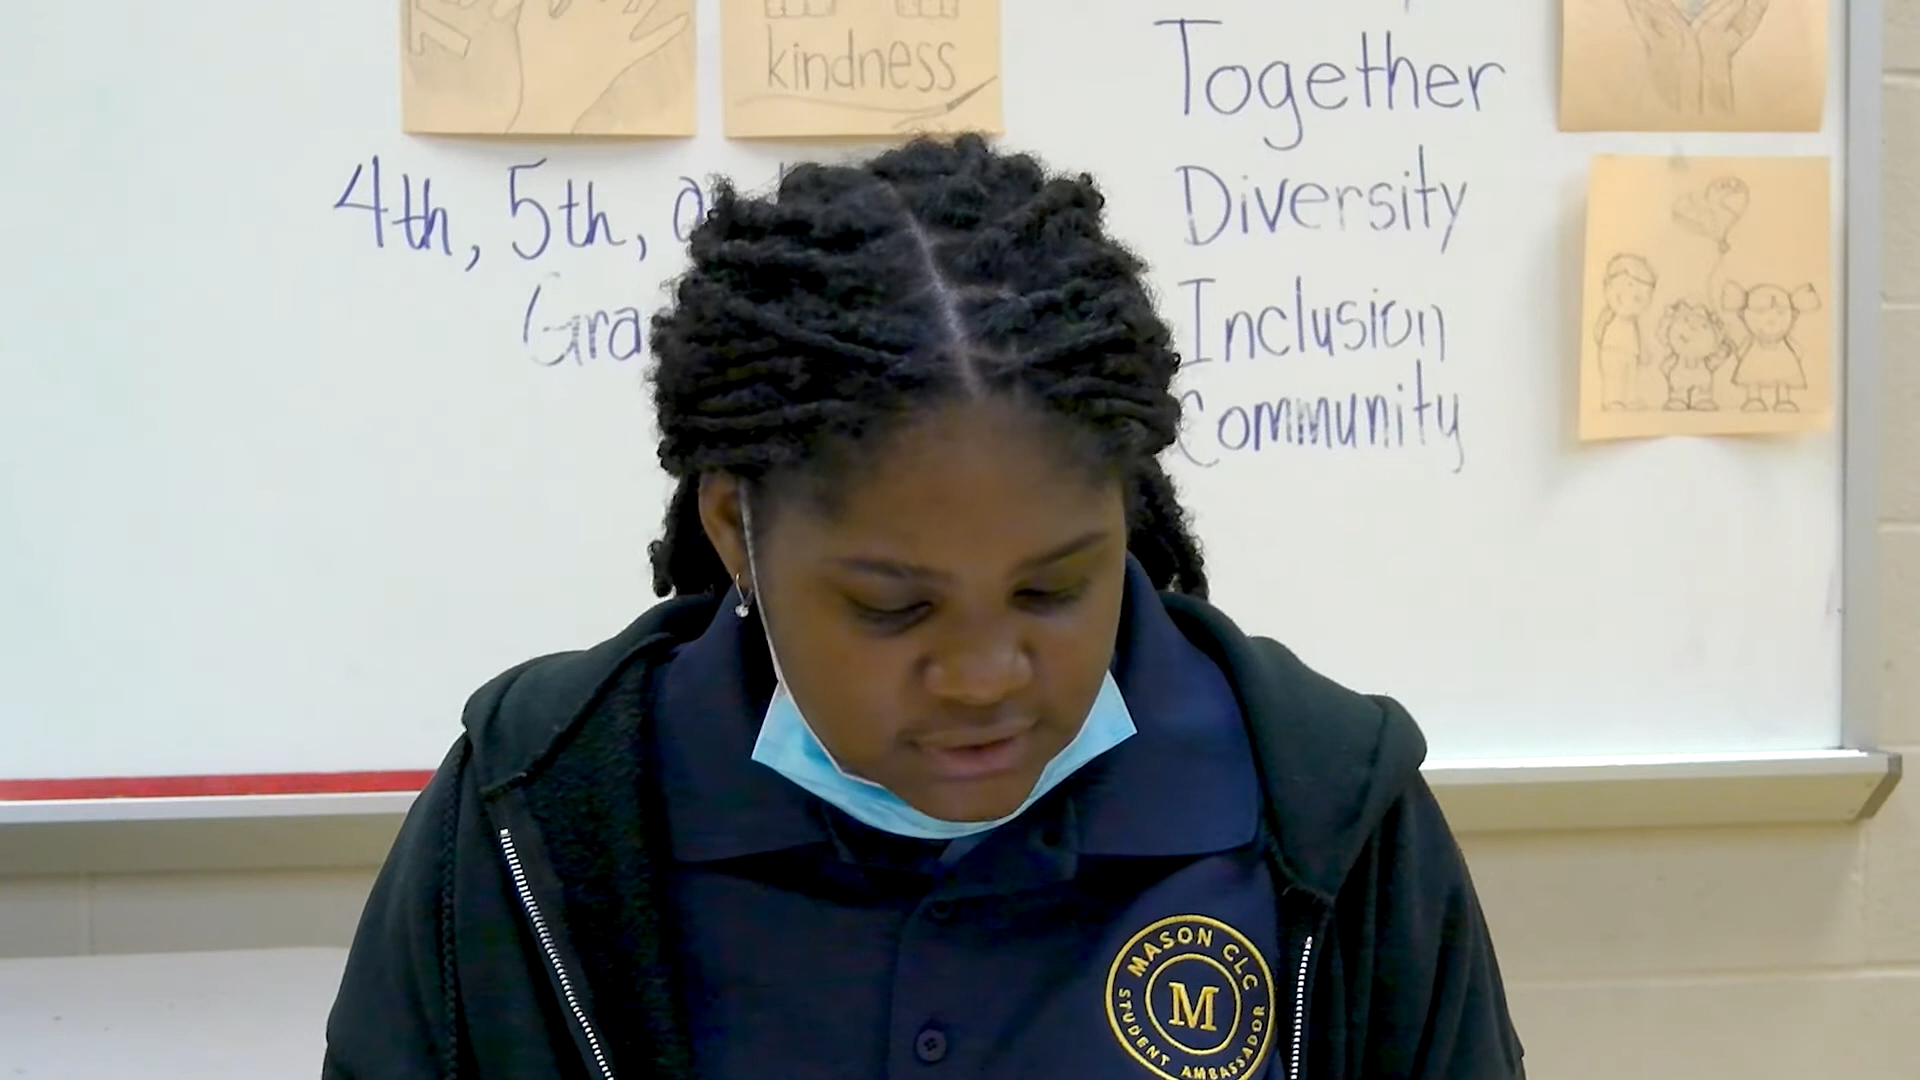 kindness
4th, 5th,
Together
Diversity
Inclusion
Community
MASON CLC
M
STUDENT AMBASSADOR